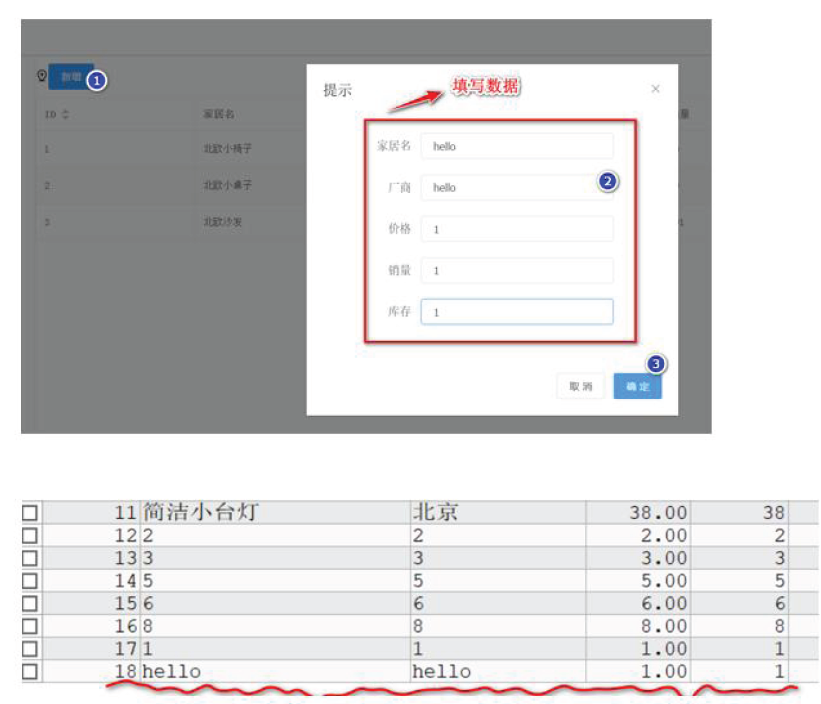 新增 1
提示
填写数据
×
ID 家居名
1 北欧小椅子
2 北欧小桌子
3 北欧沙发
家居名 hello
厂商 hello 2
价格 1
销量 1
库存 1
3
取消 确定
11 简洁小台灯 北京 38.00 38
12 2 2 2.00 2
13 3 3 3.00 3
14 5 5 5.00 5
15 6 6 6.00 6
16 8 8 8.00 8
17 1 1 1.00 1
18 hello hello 1.00 1